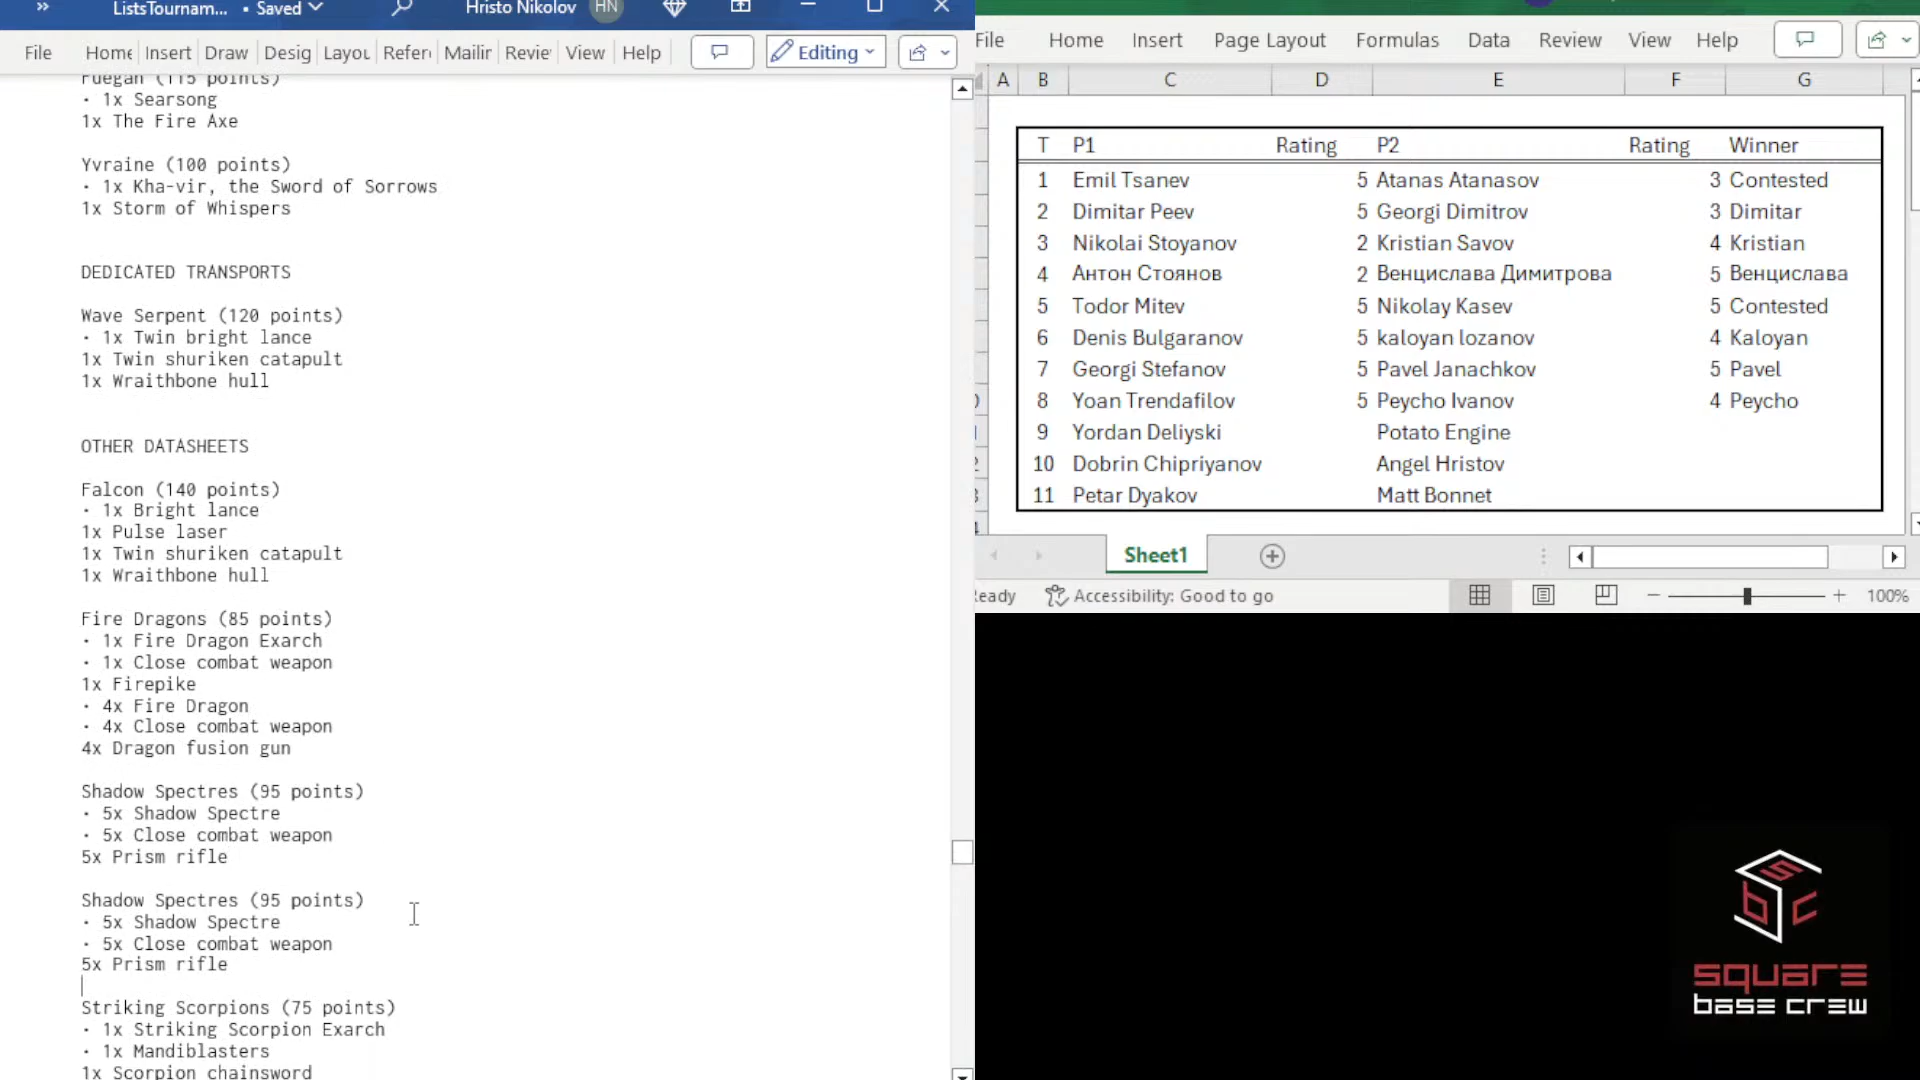 »
ListsTournam... • Saved
Hristo Nikolov HN
File Home Insert Draw Desig Layou Refer Mailin Revie View Help
Editing
Fuegan (115 points)
• 1x Searsong
1x The Fire Axe
Yvraine (100 points)
• 1x Kha-vir, the Sword of Sorrows
1x Storm of Whispers
DEDICATED TRANSPORTS
Wave Serpent (120 points)
• 1x Twin bright lance
1x Twin shuriken catapult
1x Wraithbone hull
OTHER DATASHEETS
Falcon (140 points)
• 1x Bright lance
1x Pulse laser
1x Twin shuriken catapult
1x Wraithbone hull
Fire Dragons (85 points)
• 1x Fire Dragon Exarch
• 1x Close combat weapon
1x Firepike
• 4x Fire Dragon
• 4x Close combat weapon
4x Dragon fusion gun
Shadow Spectres (95 points)
• 5x Shadow Spectre
• 5x Close combat weapon
5x Prism rifle
Shadow Spectres (95 points)
• 5x Shadow Spectre
• 5x Close combat weapon
5x Prism rifle
Striking Scorpions (75 points)
• 1x Striking Scorpion Exarch
• 1x Mandiblasters
1x Scorpion chainsword
File Home Insert Page Layout Formulas Data Review View Help
A B C D E F G
T P1 Rating P2 Rating Winner
1 Emil Tsanev 5 Atanas Atanasov 3 Contested
2 Dimitar Peev 5 Georgi Dimitrov 3 Dimitar
3 Nikolai Stoyanov 2 Kristian Savov 4 Kristian
4 Антон Стоянов 2 Венцислава Димитрова 5 Венцислава
5 Todor Mitev 5 Nikolay Kasev 5 Contested
6 Denis Bulgaranov 5 kaloyan lozanov 4 Kaloyan
7 Georgi Stefanov 5 Pavel Janachkov 5 Pavel
8 Yoan Trendafilov 5 Peycho Ivanov 4 Peycho
9 Yordan Deliyski Potato Engine
10 Dobrin Chipriyanov Angel Hristov
11 Petar Dyakov Matt Bonnet
Sheet1
eady Accessibility: Good to go 100%
sbc
square
base crew